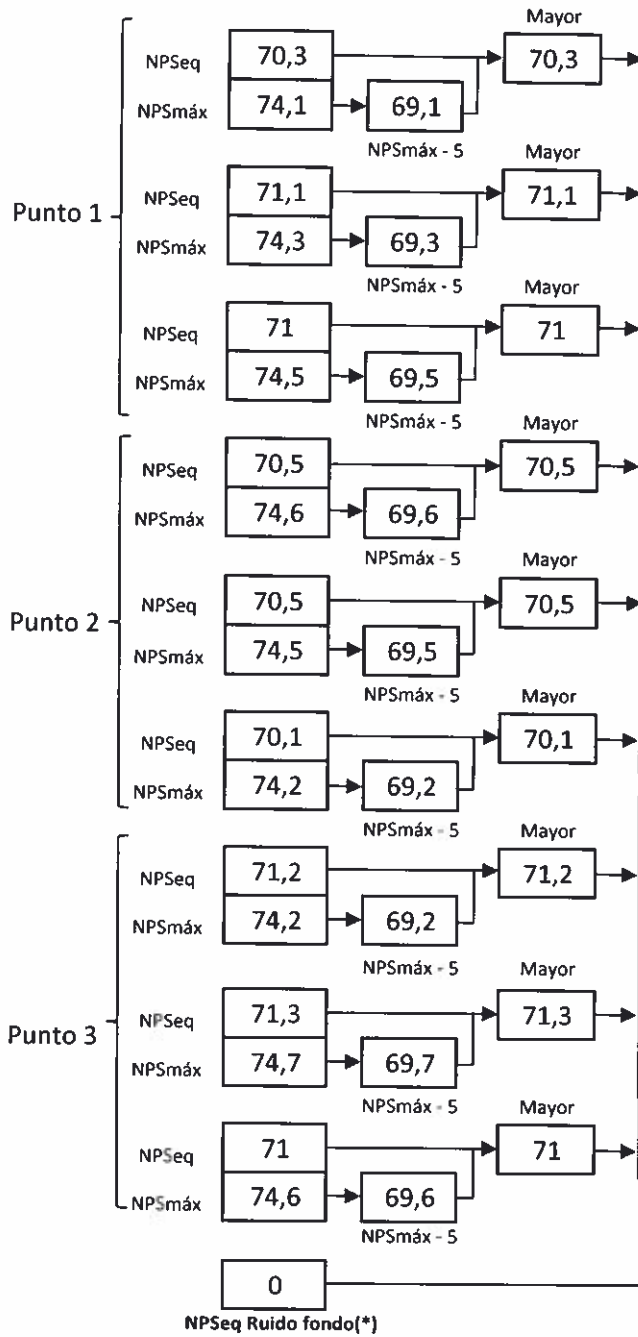 Mayor
NPSeq 70,3 70,3
NPSmáx 74,1 69,1
NPSmáx - 5
Mayor
Punto 1
NPSeq 71,1 71,1
NPSmáx 74,3 69,3
NPSmáx - 5
Mayor
NPSeq 71 71
NPSmáx 74,5 69,5
NPSmáx - 5
Mayor
NPSeq 70,5 70,5
NPSmáx 74,6 69,6
NPSmáx - 5
Mayor
Punto 2
NPSeq 70,5 70,5
NPSmáx 74,5 69,5
NPSmáx - 5
Mayor
NPSeq 70,1 70,1
NPSmáx 74,2 69,2
NPSmáx - 5
Mayor
NPSeq 71,2 71,2
NPSmáx 74,2 69,2
NPSmáx - 5
Mayor
Punto 3
NPSeq 71,3 71,3
NPSmáx 74,7 69,7
NPSmáx - 5
Mayor
NPSeq 71 71
NPSmáx 74,6 69,6
NPSmáx - 5
0
NPSeq Ruido fondo(*)